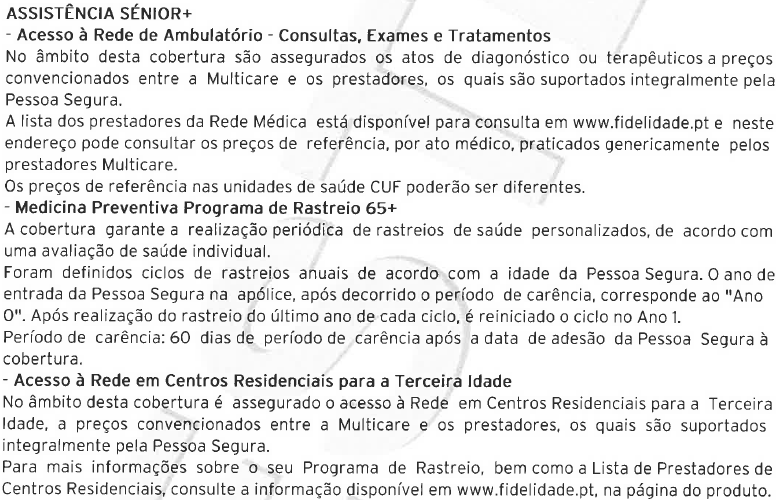 ASSISTÊNCIA SÉNIOR+
- Acesso à Rede de Ambulatório - Consultas, Exames e Tratamentos
No âmbito desta cobertura são assegurados os atos de diagonóstico ou terapêuticos a preços
convencionados entre a Multicare e os prestadores, os quais são suportados integralmente pela
Pessoa Segura.
A lista dos prestadores da Rede Médica está disponível para consulta em www.fidelidade.pt e neste
endereço pode consultar os preços de referência, por ato médico, praticados genericamente pelos
prestadores Multicare.
Os preços de referência nas unidades de saúde CUF poderão ser diferentes.
- Medicina Preventiva Programa de Rastreio 65+
A cobertura garante a realização periódica de rastreios de saúde personalizados, de acordo com
uma avaliação de saúde individual.
Foram definidos ciclos de rastreios anuais de acordo com a idade da Pessoa Segura. O ano de
entrada da Pessoa Segura na apólice, após decorrido o período de carência, corresponde ao "Ano
0". Após realização do rastreio do último ano de cada ciclo, é reiniciado o ciclo no Ano 1.
Período de carência: 60 dias de período de carência após a data de adesão da Pessoa Segura à
cobertura.
- Acesso à Rede em Centros Residenciais para a Terceira Idade
No âmbito desta cobertura é assegurado o acesso à Rede em Centros Residenciais para a Terceira
Idade, a preços convencionados entre a Multicare e os prestadores, os quais são suportados
integralmente pela Pessoa Segura.
Para mais informações sobre o seu Programa de Rastreio, bem como a Lista de Prestadores de
Centros Residenciais, consulte a informação disponível em www.fidelidade.pt, na página do produto.